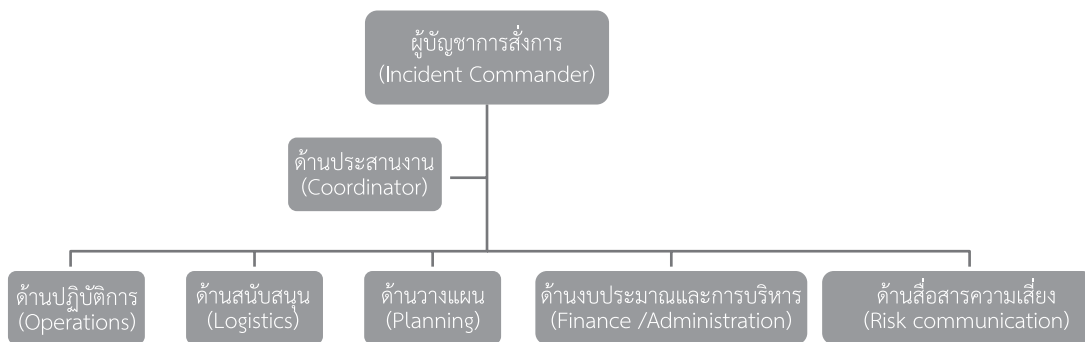 ผู้บัญชาการสั่งการ
(Incident Commander)
ด้านประสานงาน
(Coordinator)
ด้านปฏิบัติการ
(Operations)
ด้านสนับสนุน
(Logistics)
ด้านวางแผน
(Planning)
ด้านงบประมาณและการบริหาร
(Finance /Administration)
ด้านสื่อสารความเสี่ยง
(Risk communication)